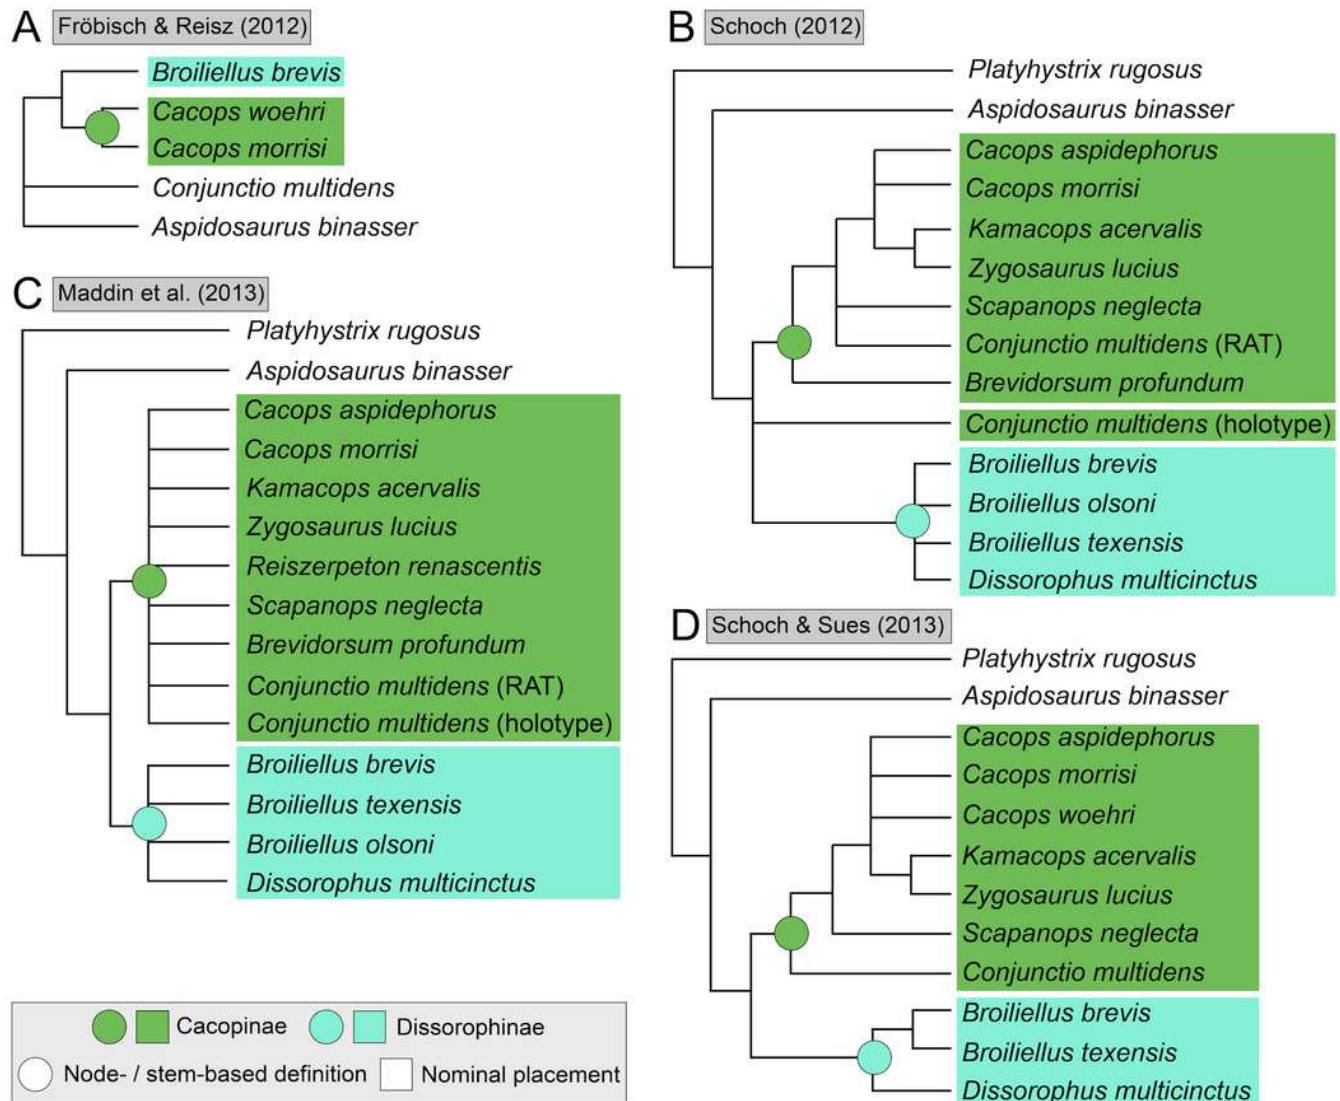 A Fröbisch & Reisz (2012)
Broiliellus brevis
Cacops woehri
Cacops morrisi
Conjunctio multidens
Aspidosaurus binasser
B Schoch (2012)
Platyhystrix rugosus
Aspidosaurus binasser
Cacops aspidephorus
Cacops morrisi
Kamacops acervalis
Zygosaurus lucius
Scapanops neglecta
Conjunctio multidens (RAT)
Brevidorsum profundum
Conjunctio multidens (holotype)
Broiliellus brevis
Broiliellus olsoni
Broiliellus texensis
Dissorophus multicinctus
C Maddin et al. (2013)
Platyhystrix rugosus
Aspidosaurus binasser
Cacops aspidephorus
Cacops morrisi
Kamacops acervalis
Zygosaurus lucius
Reiszerpeton renascentis
Scapanops neglecta
Brevidorsum profundum
Conjunctio multidens (RAT)
Conjunctio multidens (holotype)
Broiliellus brevis
Broiliellus texensis
Broiliellus olsoni
Dissorophus multicinctus
D Schoch & Sues (2013)
Platyhystrix rugosus
Aspidosaurus binasser
Cacops aspidephorus
Cacops morrisi
Cacops woehri
Kamacops acervalis
Zygosaurus lucius
Scapanops neglecta
Conjunctio multidens
Broiliellus brevis
Broiliellus texensis
Dissorophus multicinctus
Cacopinae Dissorophinae
Node- / stem-based definition Nominal placement